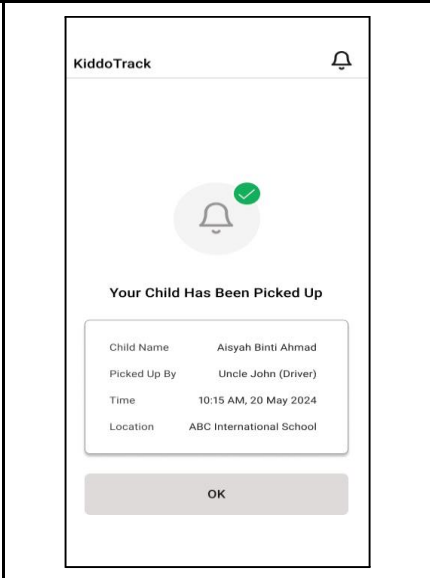 KiddoTrack
Your Child Has Been Picked Up
Child Name Aisyah Binti Ahmad
Picked Up By Uncle John (Driver)
Time 10:15 AM, 20 May 2024
Location ABC International School
OK